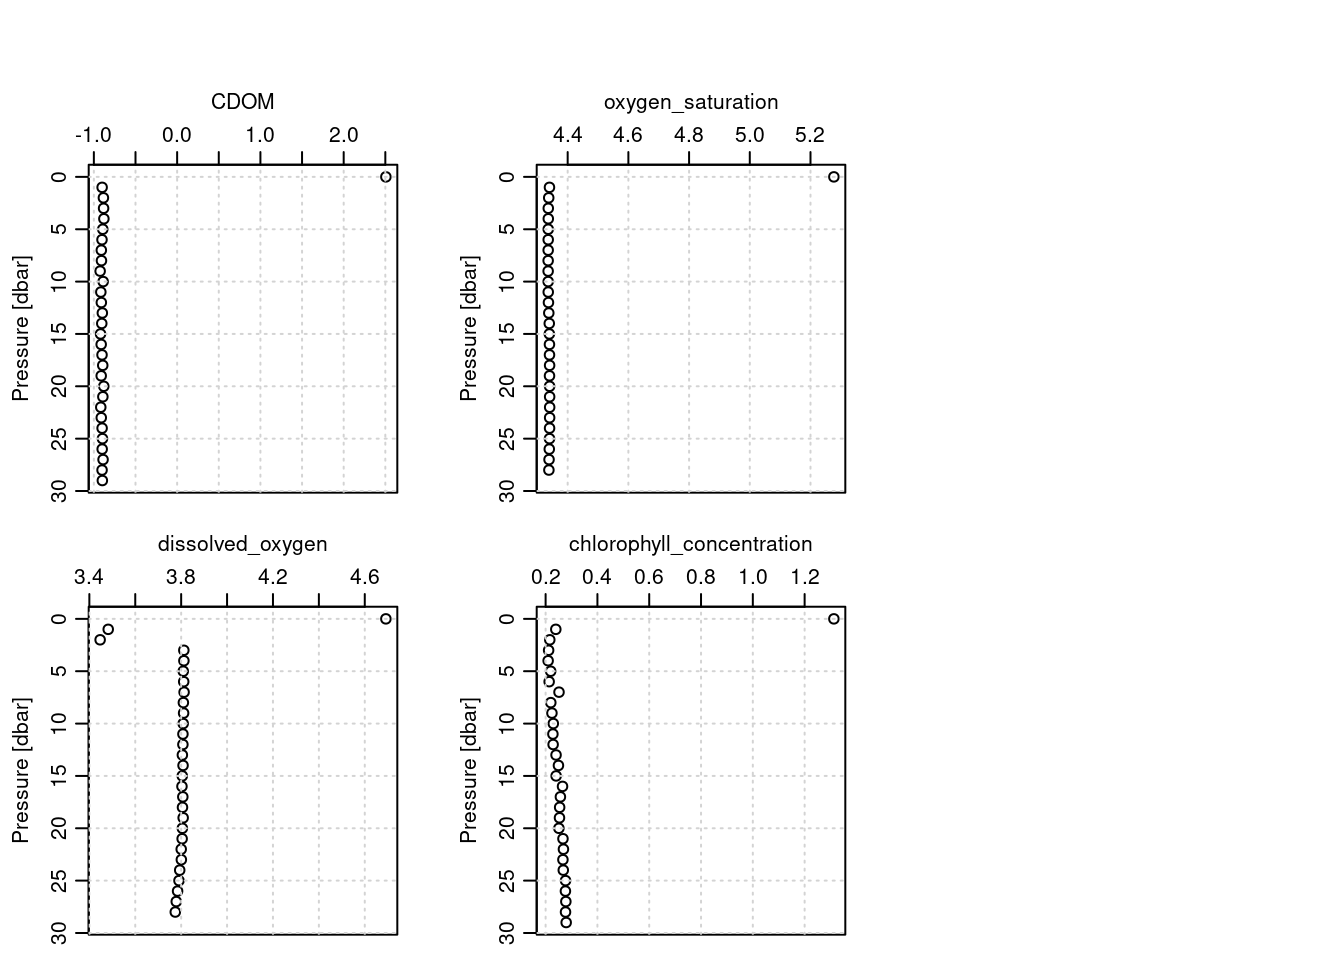 CDOM
-1.0 0.0 1.0 2.0
Pressure [dbar]
0 5 10 15 20 25 30
oxygen_saturation
4.4 4.6 4.8 5.0 5.2
Pressure [dbar]
0 5 10 15 20 25 30
dissolved_oxygen
3.4 3.8 4.2 4.6
Pressure [dbar]
0 5 10 15 20 25 30
chlorophyll_concentration
0.2 0.4 0.6 0.8 1.0 1.2
Pressure [dbar]
0 5 10 15 20 25 30